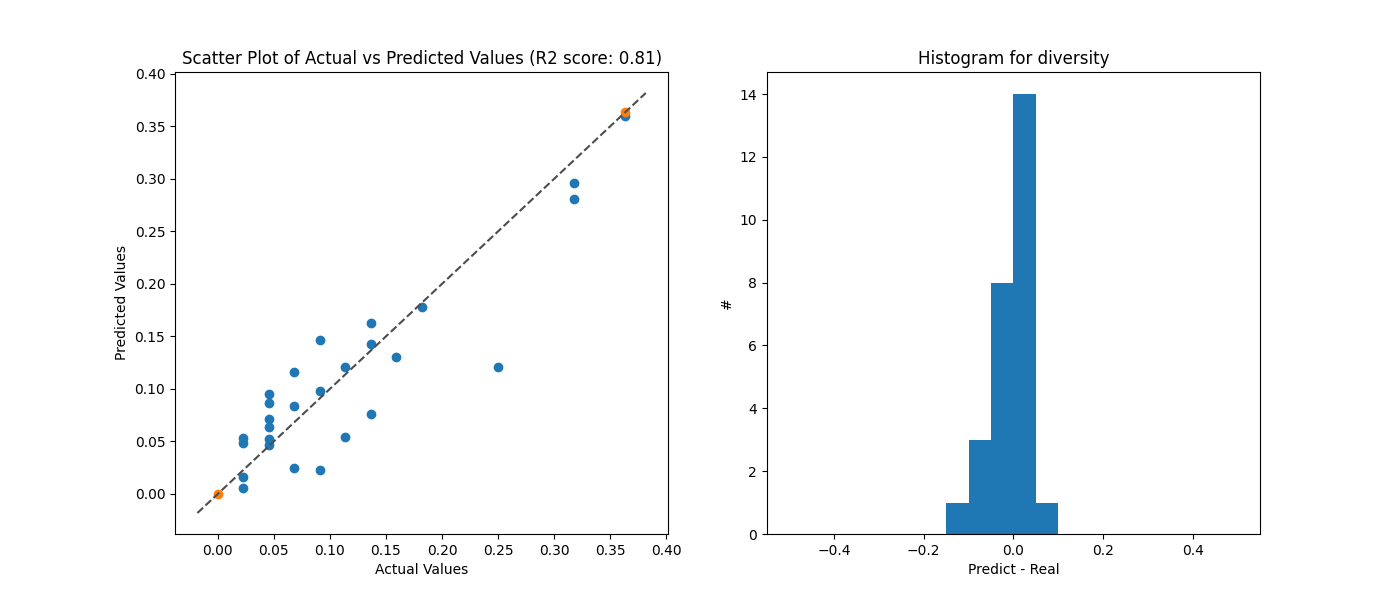 Scatter Plot of Actual vs Predicted Values (R2 score: 0.81)
0.40
0.35
0.30
0.25
0.20
0.15
0.10
0.05
0.00
Predicted Values
0.00 0.05 0.10 0.15 0.20 0.25 0.30 0.35 0.40
Actual Values
Histogram for diversity
14
12
10
8
6
4
2
0
#
−0.4 −0.2 0.0 0.2 0.4
Predict - Real